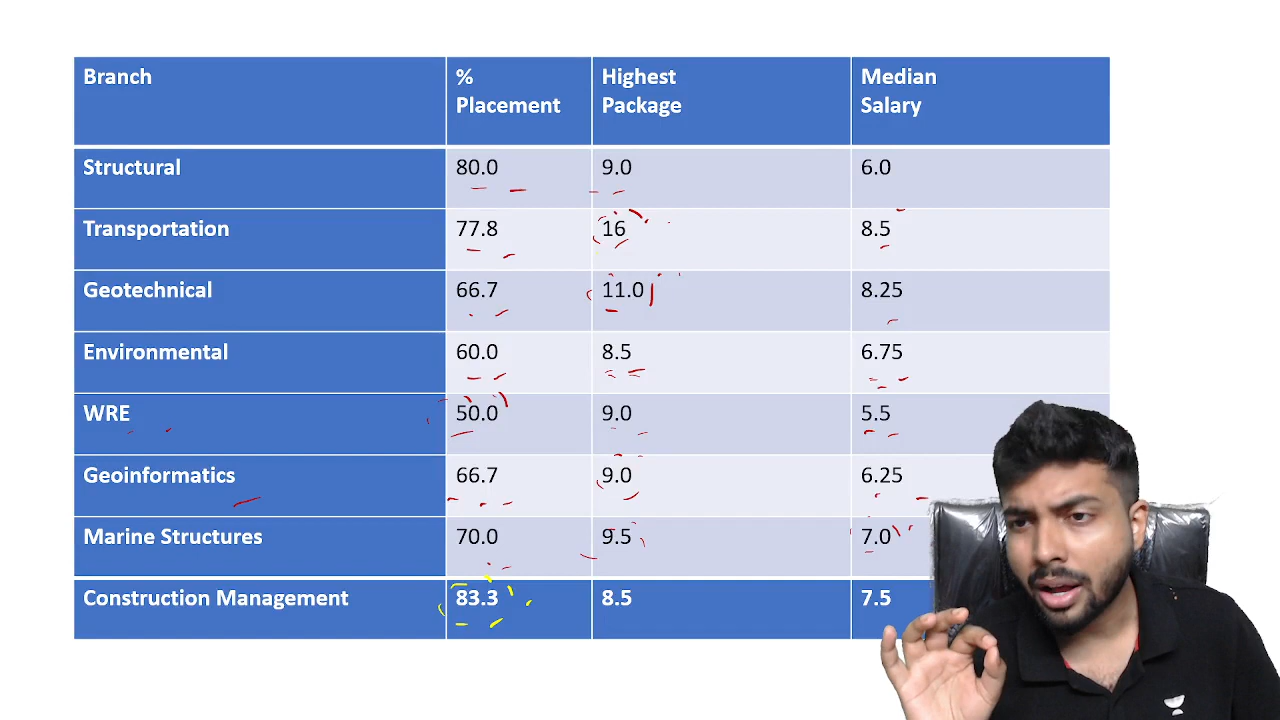 Branch
%
Placement
Highest
Package
Median
Salary
Structural 80.0 9.0 6.0
Transportation 77.8 16 8.5
Geotechnical 66.7 11.0 8.25
Environmental 60.0 8.5 6.75
WRE 50.0 9.0 5.5
Geoinformatics 66.7 9.0 6.25
Marine Structures 70.0 9.5 7.0
Construction Management 83.3 8.5 7.5